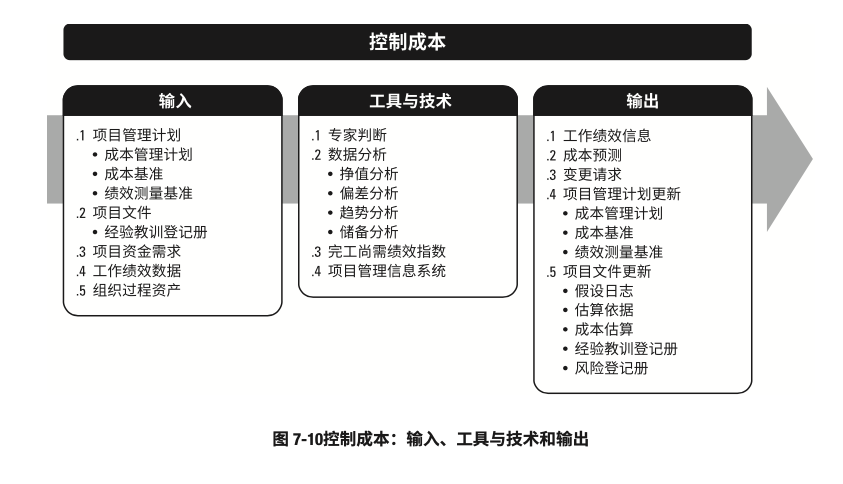 控制成本
输入
.1 项目管理计划
• 成本管理计划
• 成本基准
• 绩效测量基准
.2 项目文件
• 经验教训登记册
.3 项目资金需求
.4 工作绩效数据
.5 组织过程资产
工具与技术
.1 专家判断
.2 数据分析
• 挣值分析
• 偏差分析
• 趋势分析
• 储备分析
.3 完工尚需绩效指数
.4 项目管理信息系统
输出
.1 工作绩效信息
.2 成本预测
.3 变更请求
.4 项目管理计划更新
• 成本管理计划
• 成本基准
• 绩效测量基准
.5 项目文件更新
• 假设日志
• 估算依据
• 成本估算
• 经验教训登记册
• 风险登记册
图 7-10控制成本：输入、工具与技术和输出